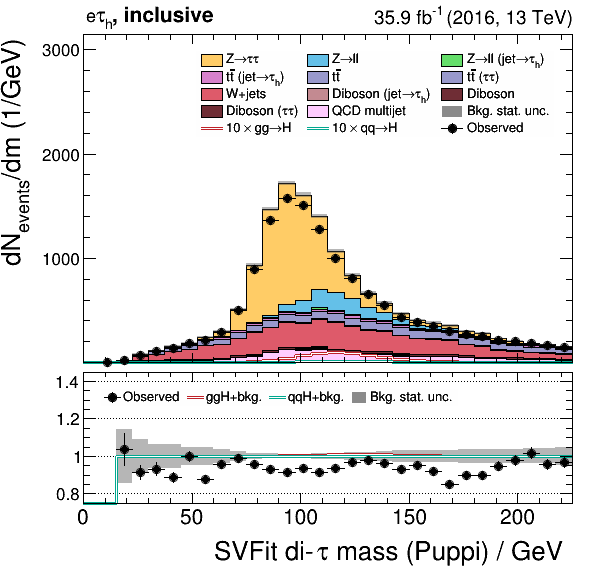 eτh, inclusive 35.9 fb⁻¹ (2016, 13 TeV)
dNevents/dm (1/GeV)
3000
2000
1000
Z→ττ Z→ll Z→ll (jet→τh)
tt̄ (jet→τh) tt̄ tt̄ (ττ)
W+jets Diboson (jet→τh) Diboson
Diboson (ττ) QCD multijet Bkg. stat. unc.
10 × gg→H 10 × qq→H Observed
1.4
1.2
1
0.8
Observed ggH+bkg. qqH+bkg. Bkg. stat. unc.
0 50 100 150 200
SVFit di-τ mass (Puppi) / GeV